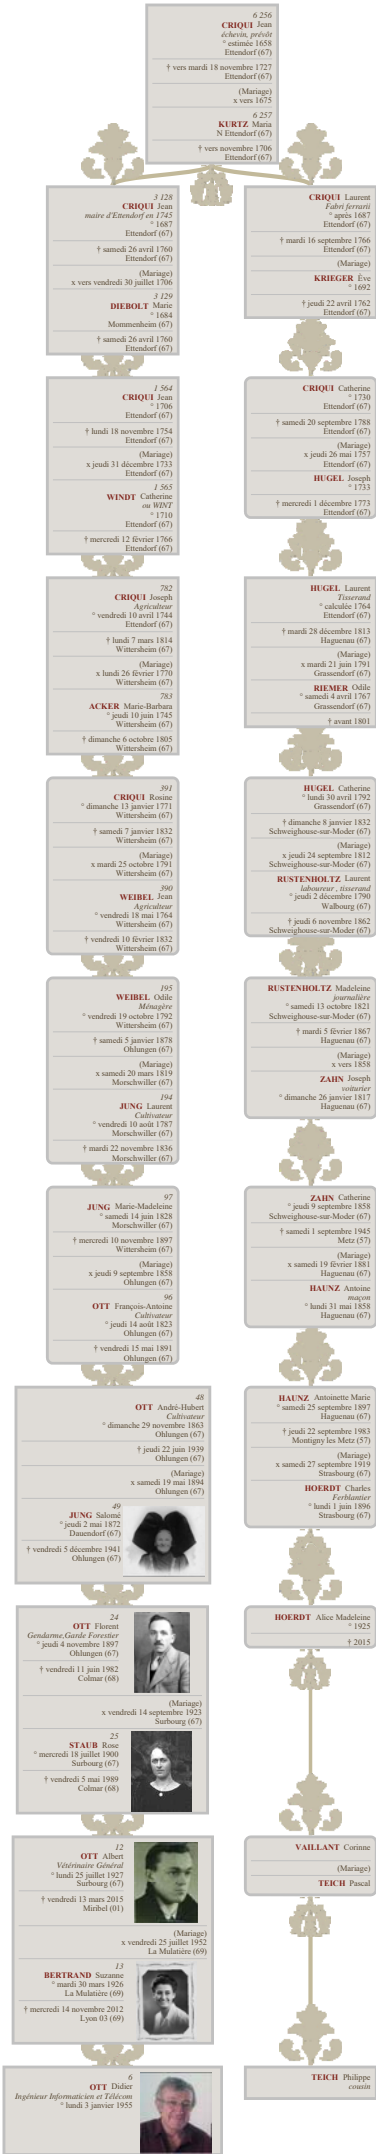 6 256
CRIQUI Jean
échevin, prévôt
° estimée 1658
Ettendorf (67)
† vers mardi 18 novembre 1727
Ettendorf (67)
(Mariage)
x vers 1675
6 257
KURTZ Maria
N Ettendorf (67)
† vers novembre 1706
Ettendorf (67)
3 128
CRIQUI Jean
maire d'Ettendorf en 1745
° 1687
Ettendorf (67)
† samedi 26 avril 1760
Ettendorf (67)
(Mariage)
x vers vendredi 30 juillet 1706
3 129
DIEBOLT Marie
° 1684
Mommenheim (67)
† samedi 26 avril 1760
Ettendorf (67)
CRIQUI Laurent
Fabri ferrarii
° après 1687
Ettendorf (67)
† mardi 16 septembre 1766
Ettendorf (67)
(Mariage)
KRIEGER Ève
° 1692
† jeudi 22 avril 1762
Ettendorf (67)
1 564
CRIQUI Jean
° 1706
Ettendorf (67)
† lundi 18 novembre 1754
Ettendorf (67)
(Mariage)
x jeudi 31 décembre 1733
Ettendorf (67)
1 565
WINDT Catherine
ou WINT
° 1710
Ettendorf (67)
† mercredi 12 février 1766
Ettendorf (67)
CRIQUI Catherine
° 1730
Ettendorf (67)
† samedi 20 septembre 1788
Ettendorf (67)
(Mariage)
x jeudi 26 mai 1757
Ettendorf (67)
HUGEL Joseph
° 1733
† mercredi 1 décembre 1773
Ettendorf (67)
782
CRIQUI Joseph
Agriculteur
° vendredi 10 avril 1744
Ettendorf (67)
† lundi 7 mars 1814
Wittersheim (67)
(Mariage)
x lundi 26 février 1770
Wittersheim (67)
783
ACKER Marie-Barbara
° jeudi 10 juin 1745
Wittersheim (67)
† dimanche 6 octobre 1805
Wittersheim (67)
HUGEL Laurent
Tisserand
° calculée 1764
Ettendorf (67)
† mardi 28 décembre 1813
Haguenau (67)
(Mariage)
x mardi 21 juin 1791
Grassendorf (67)
RIEMER Odile
° samedi 4 avril 1767
Grassendorf (67)
† avant 1801
391
CRIQUI Rosine
° dimanche 13 janvier 1771
Wittersheim (67)
† samedi 7 janvier 1832
Wittersheim (67)
(Mariage)
x mardi 25 octobre 1791
Wittersheim (67)
390
WEIBEL Jean
Agriculteur
° vendredi 18 mai 1764
Wittersheim (67)
† vendredi 10 février 1832
Wittersheim (67)
HUGEL Catherine
° lundi 30 avril 1792
Grassendorf (67)
† dimanche 8 janvier 1832
Schweighouse-sur-Moder (67)
(Mariage)
x jeudi 24 septembre 1812
Schweighouse-sur-Moder (67)
RUSTENHOLTZ Laurent
laboureur , tisserand
° jeudi 2 décembre 1790
Walbourg (67)
† jeudi 6 novembre 1862
Schweighouse-sur-Moder (67)
195
WEIBEL Odile
Ménagère
° vendredi 19 octobre 1792
Wittersheim (67)
† samedi 5 janvier 1878
Ohlungen (67)
(Mariage)
x samedi 20 mars 1819
Morschwiller (67)
194
JUNG Laurent
Cultivateur
° vendredi 10 août 1787
Morschwiller (67)
† mardi 22 novembre 1836
Morschwiller (67)
RUSTENHOLTZ Madeleine
journalière
° samedi 13 octobre 1821
Schweighouse-sur-Moder (67)
† mardi 5 février 1867
Haguenau (67)
(Mariage)
x vers 1858
ZAHN Joseph
voiturier
° dimanche 26 janvier 1817
Haguenau (67)
97
JUNG Marie-Madeleine
° samedi 14 juin 1828
Morschwiller (67)
† mercredi 10 novembre 1897
Wittersheim (67)
(Mariage)
x jeudi 9 septembre 1858
Ohlungen (67)
96
OTT François-Antoine
Cultivateur
° jeudi 14 août 1823
Ohlungen (67)
† vendredi 15 mai 1891
Ohlungen (67)
ZAHN Catherine
° jeudi 9 septembre 1858
Schweighouse-sur-Moder (67)
† samedi 1 septembre 1945
Metz (57)
(Mariage)
x samedi 19 février 1881
Haguenau (67)
HAUNZ Antoine
maçon
° lundi 31 mai 1858
Haguenau (67)
48
OTT André-Hubert
Cultivateur
° dimanche 29 novembre 1863
Ohlungen (67)
† jeudi 22 juin 1939
Ohlungen (67)
(Mariage)
x samedi 19 mai 1894
Ohlungen (67)
49
JUNG Salomé
° jeudi 2 mai 1872
Dauendorf (67)
† vendredi 5 décembre 1941
Ohlungen (67)
HAUNZ Antoinette Marie
° samedi 25 septembre 1897
Haguenau (67)
† jeudi 22 septembre 1983
Montigny les Metz (57)
(Mariage)
x samedi 27 septembre 1919
Strasbourg (67)
HOERDT Charles
Ferblantier
° lundi 1 juin 1896
Strasbourg (67)
24
OTT Florent
Gendarme,Garde Forestier
° jeudi 4 novembre 1897
Ohlungen (67)
† vendredi 11 juin 1982
Colmar (68)
(Mariage)
x vendredi 14 septembre 1923
Surbourg (67)
25
STAUB Rose
° mercredi 18 juillet 1900
Surbourg (67)
† vendredi 5 mai 1989
Colmar (68)
HOERDT Alice Madeleine
° 1925
† 2015
12
OTT Albert
Vétérinaire Général
° lundi 25 juillet 1927
Surbourg (67)
† vendredi 13 mars 2015
Miribel (01)
(Mariage)
x vendredi 25 juillet 1952
La Mulatière (69)
13
BERTRAND Suzanne
° mardi 30 mars 1926
La Mulatière (69)
† mercredi 14 novembre 2012
Lyon 03 (69)
VAILLANT Corinne
(Mariage)
TEICH Pascal
6
OTT Didier
Ingénieur Informaticien et Télécom
° lundi 3 janvier 1955
TEICH Philippe
cousin